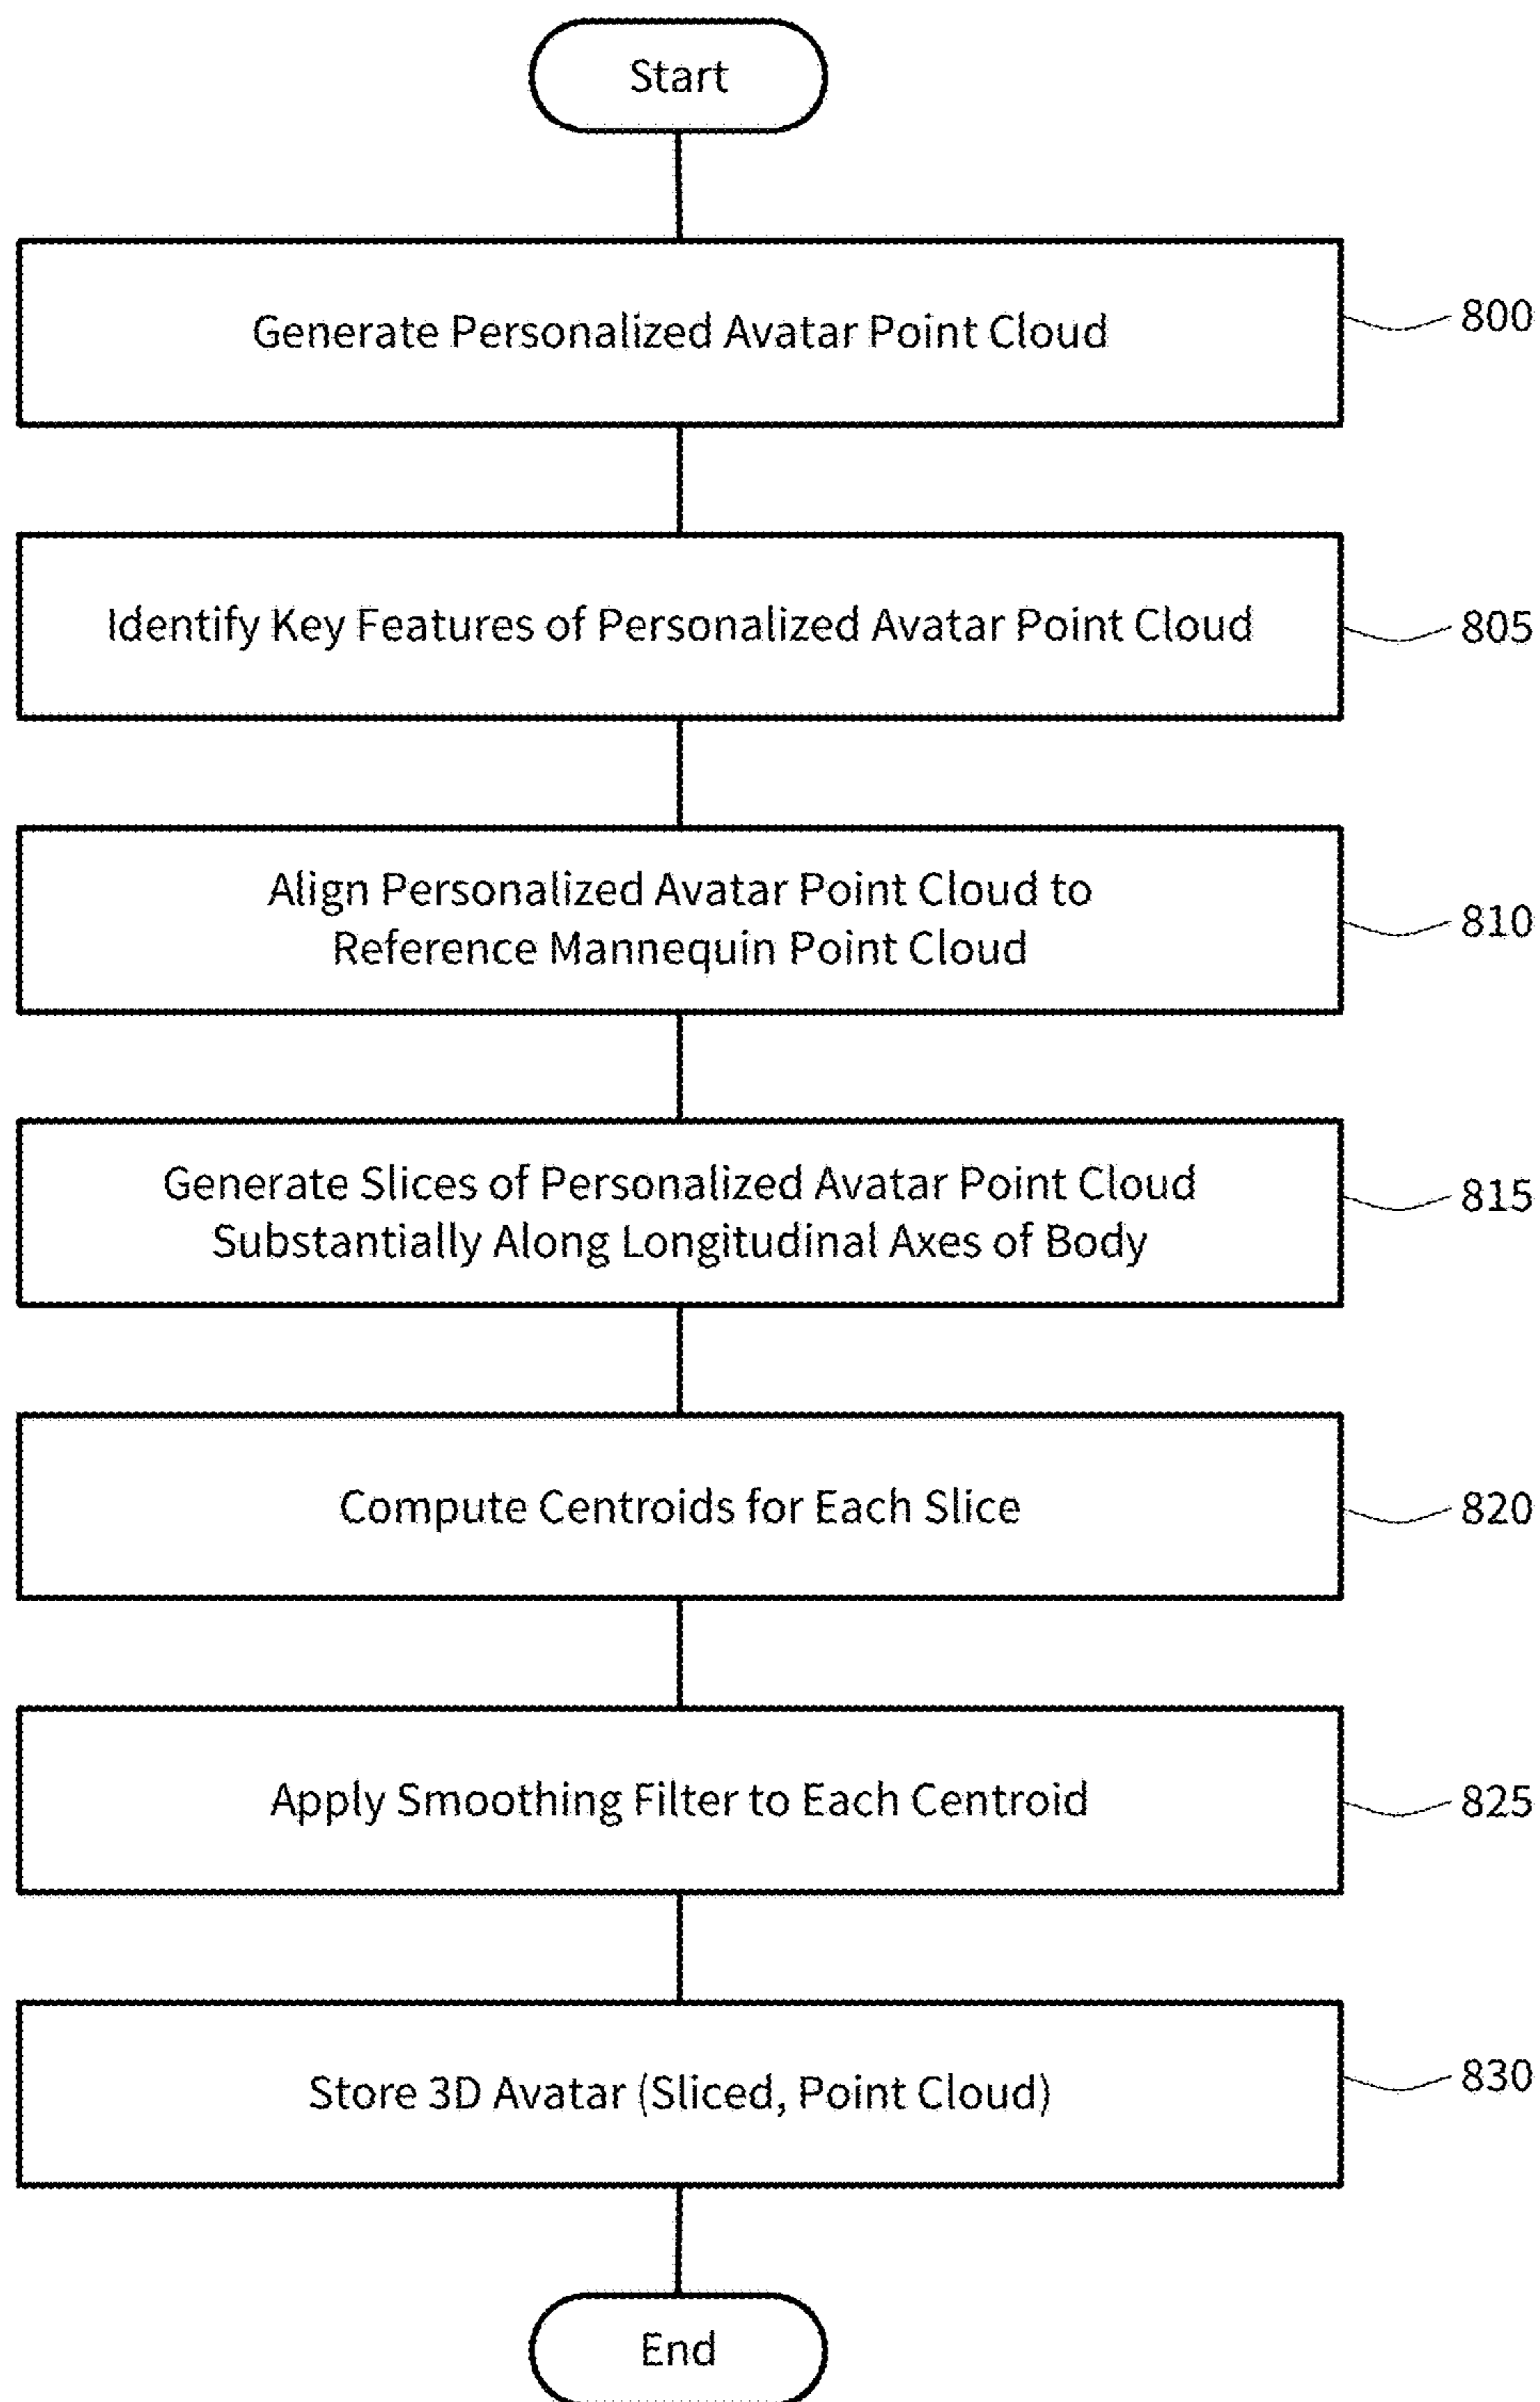 Start
Generate Personalized Avatar Point Cloud
800
Identify Key Features of Personalized Avatar Point Cloud
805
Align Personalized Avatar Point Cloud to
Reference Mannequin Point Cloud
810
Generate Slices of Personalized Avatar Point Cloud
Substantially Along Longitudinal Axes of Body
815
Compute Centroids for Each Slice
820
Apply Smoothing Filter to Each Centroid
825
Store 3D Avatar (Sliced, Point Cloud)
830
End